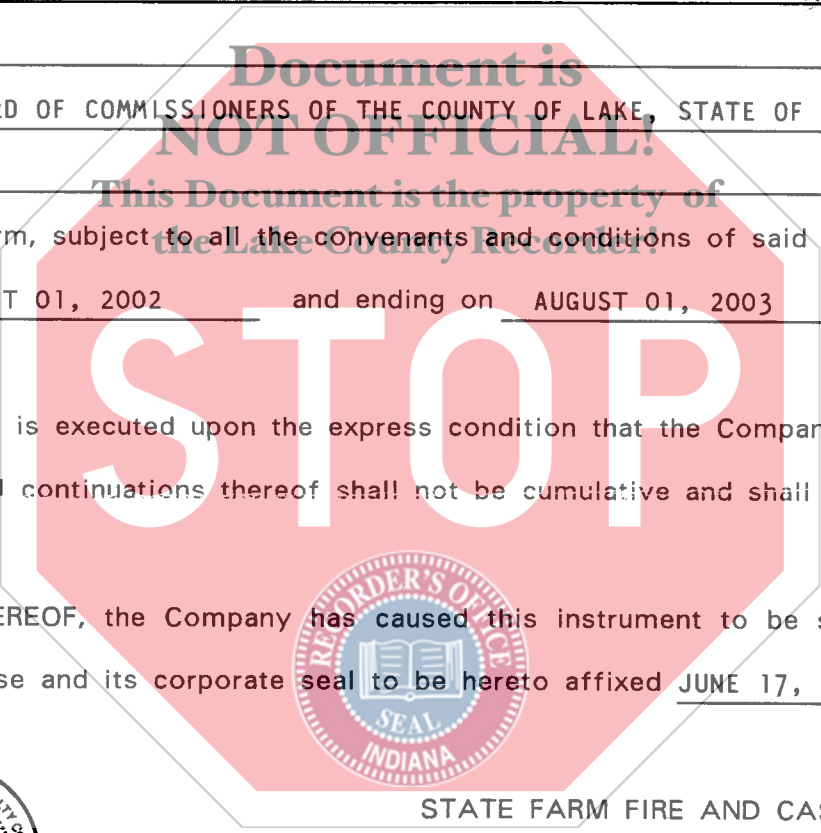 Document is
RD OF COMMISSIONERS OF THE COUNTY OF LAKE, STATE OF
NOT OFFICIAL!
This Document is the property of
rm, subject to all the convenants and conditions of said
the Lake County Recorder!
T 01, 2002 and ending on AUGUST 01, 2003
STOP
is executed upon the express condition that the Compan
continuations thereof shall not be cumulative and shall
EREOF, the Company has caused this instrument to be s
se and its corporate seal to be hereto affixed JUNE 17,
RECORDER'S OFFICE
SEAL
INDIANA
STATE FARM FIRE AND CAS